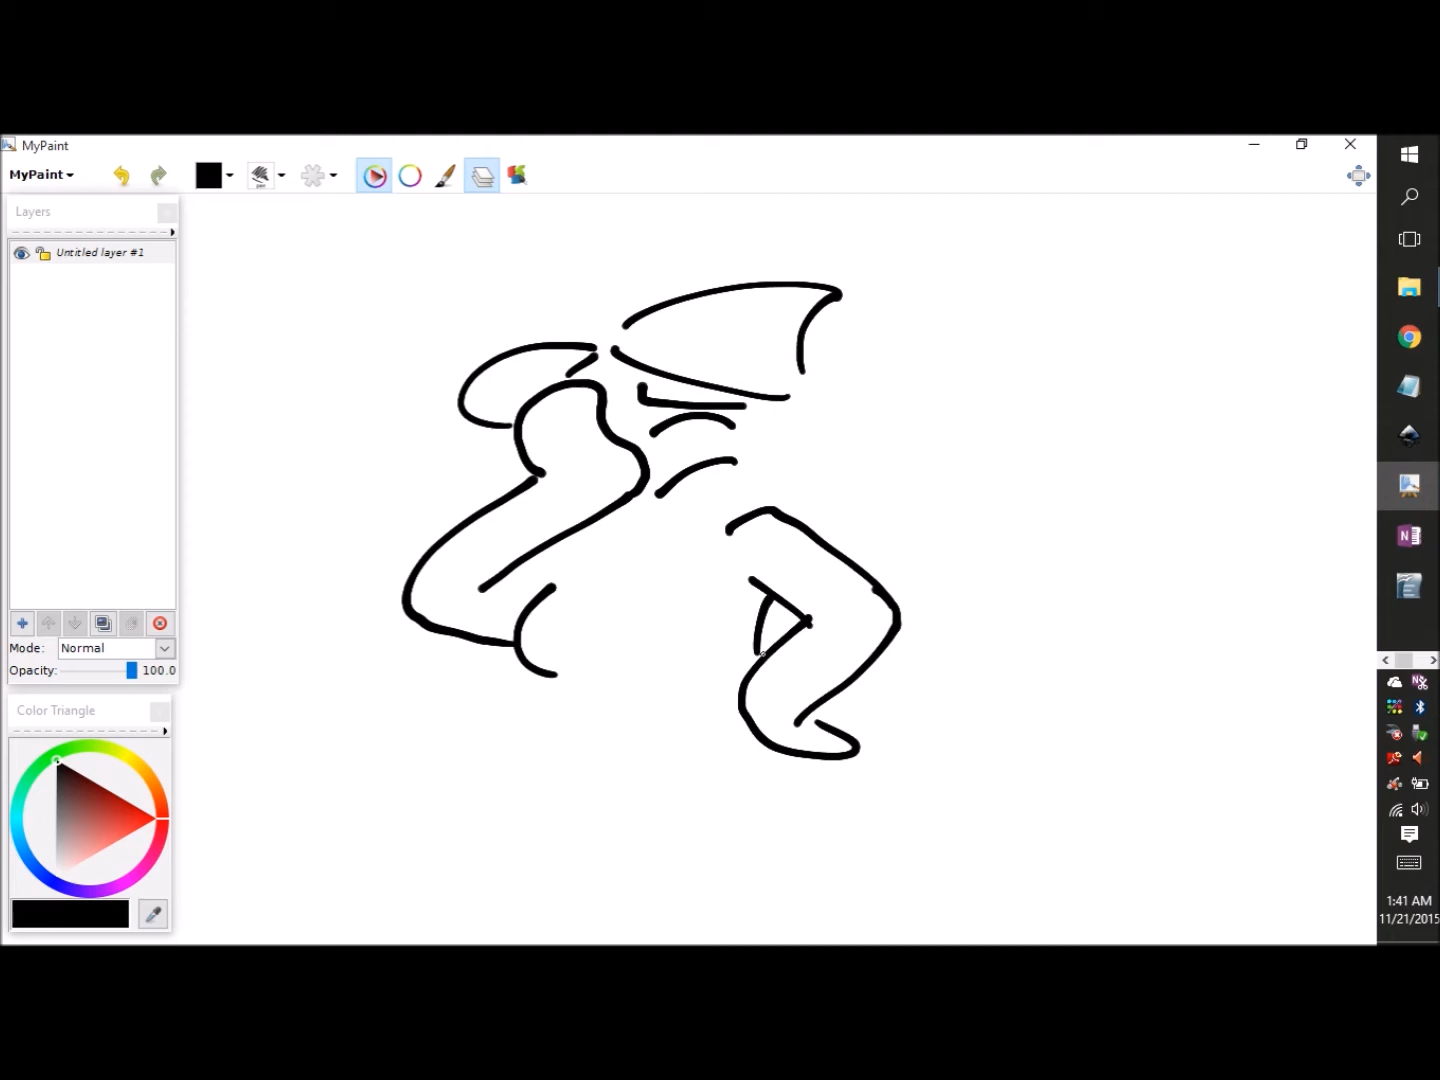 MyPaint
MyPaint
pen
Layers
Untitled layer #1
Mode: Normal
Opacity: 100.0
Color Triangle
1:41 AM
11/21/2015